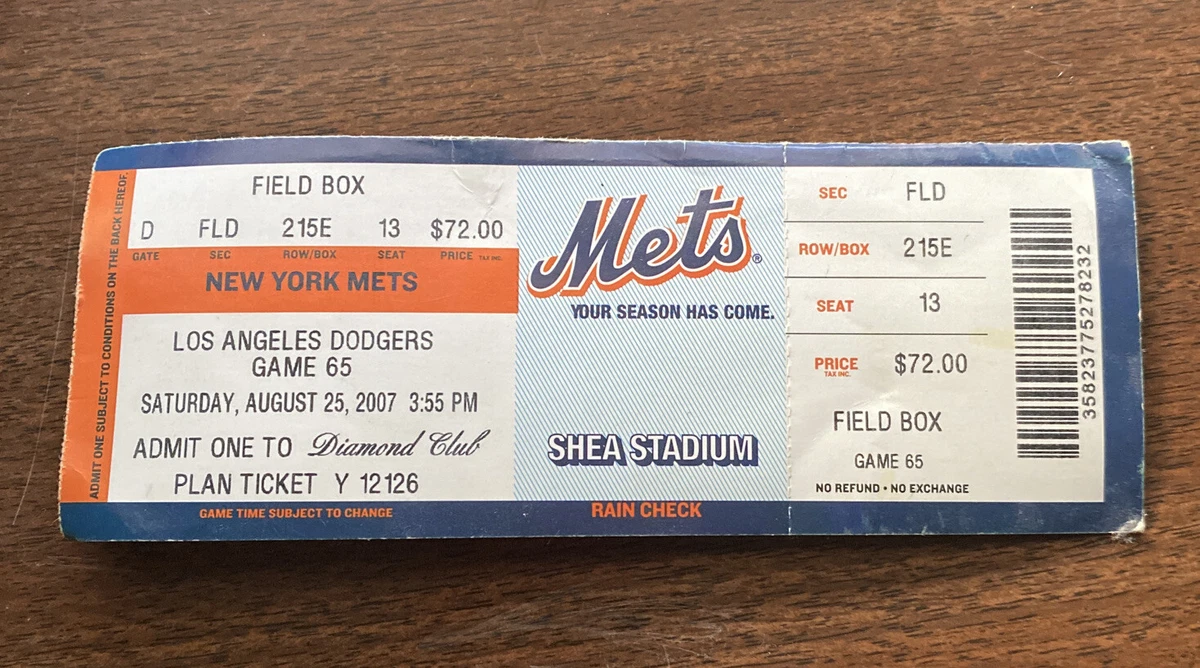 ADMIT ONE SUBJECT TO CONDITIONS ON THE BACK HEREOF.
FIELD BOX
D FLD 215E 13 $72.00
GATE SEC ROW/BOX SEAT PRICE TAX INC.
NEW YORK METS
LOS ANGELES DODGERS
GAME 65
SATURDAY, AUGUST 25, 2007 3:55 PM
ADMIT ONE TO Diamond Club
PLAN TICKET Y 12126
GAME TIME SUBJECT TO CHANGE
Mets®
YOUR SEASON HAS COME.
SHEA STADIUM
RAIN CHECK
SEC FLD
ROW/BOX 215E
SEAT 13
PRICE $72.00
TAX INC.
FIELD BOX
GAME 65
NO REFUND • NO EXCHANGE
35823775278232